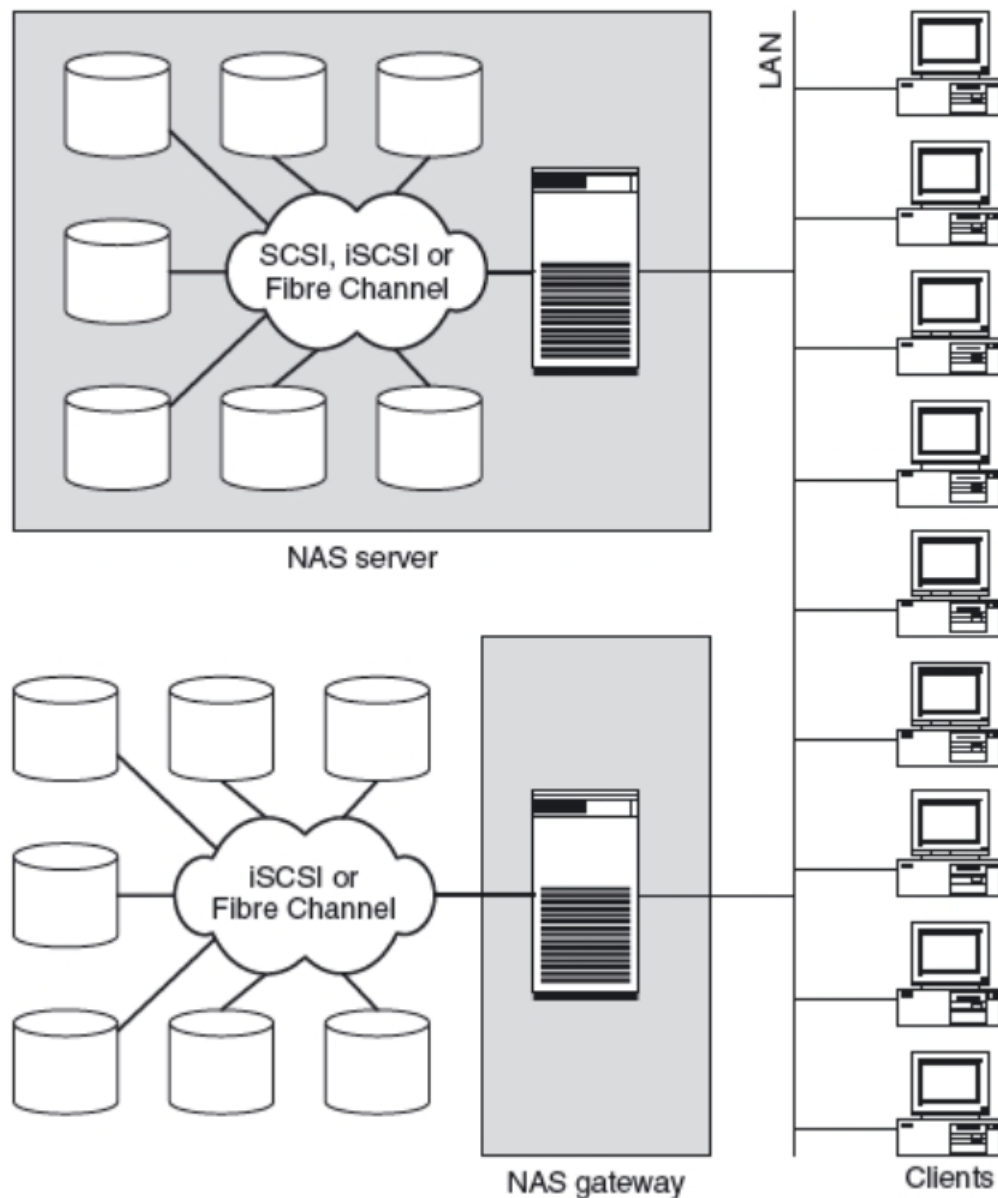 LAN
SCSI, iSCSI or
Fibre Channel
NAS server
iSCSI or
Fibre Channel
NAS gateway
Clients